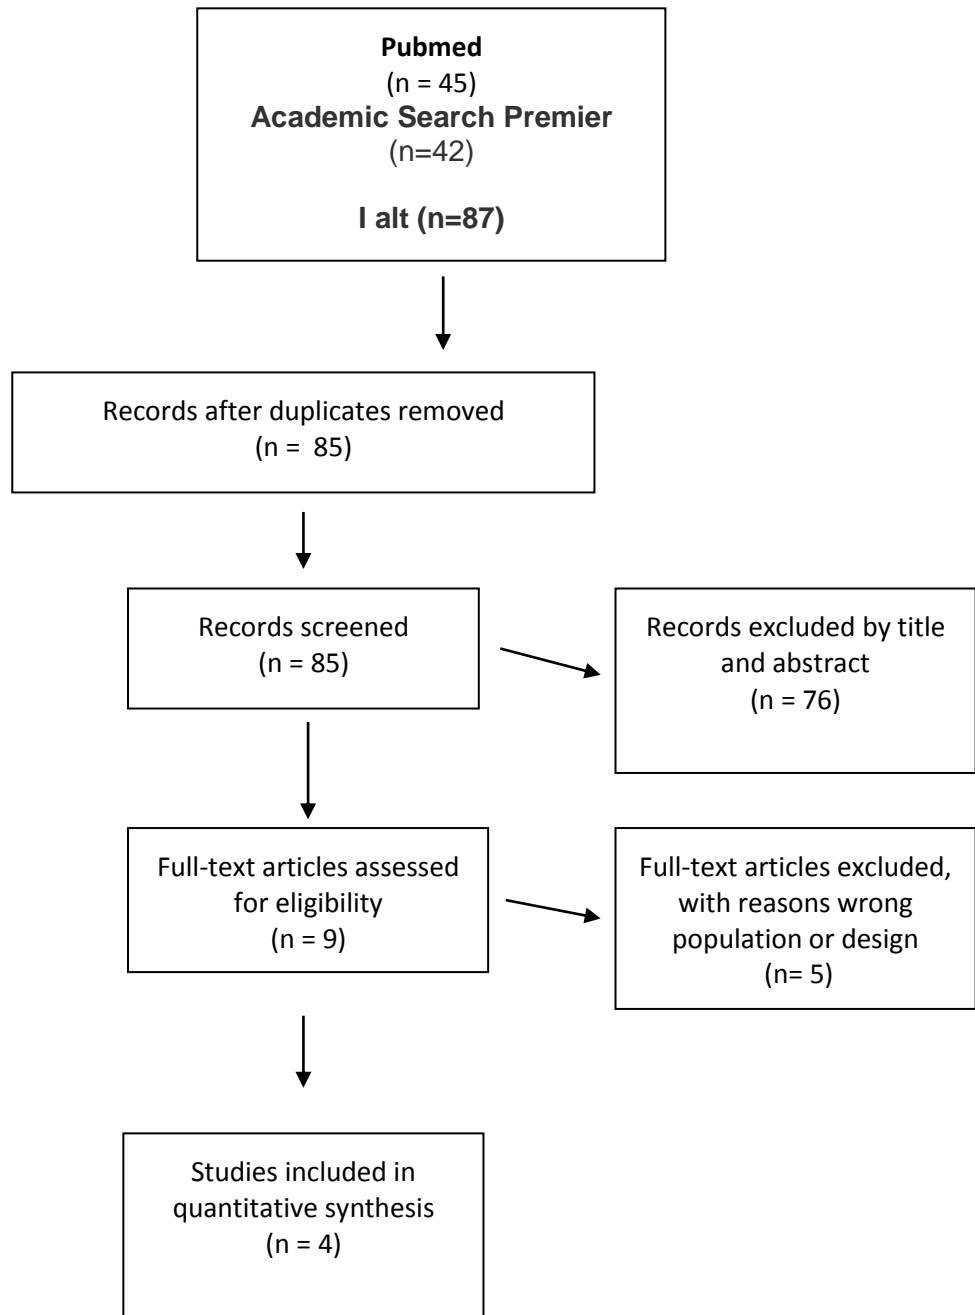 Pubmed
(n = 45)
Academic Search Premier
(n=42)
I alt (n=87)
Records after duplicates removed
(n =  85)
Records screened
(n = 85)
Records excluded by title
and abstract
(n = 76)
Full-text articles assessed
for eligibility
(n = 9)
Full-text articles excluded,
with reasons wrong
population or design
(n= 5)
Studies included in
quantitative synthesis
(n = 4)